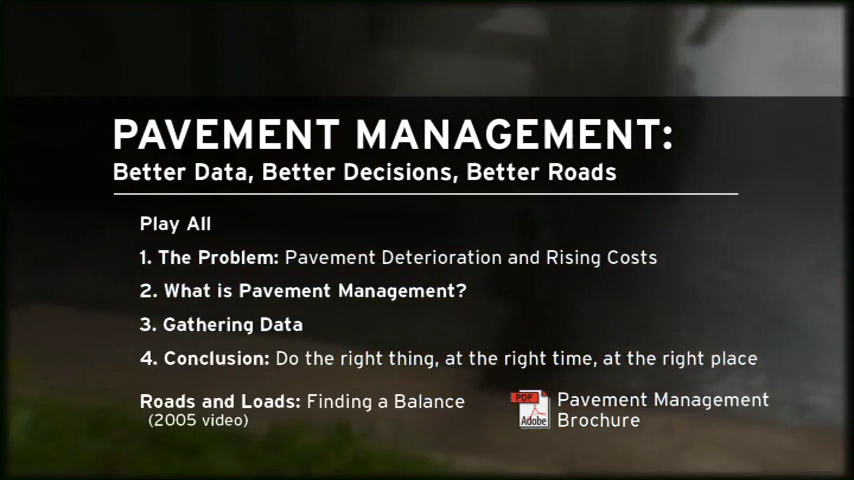 PAVEMENT MANAGEMENT:
Better Data, Better Decisions, Better Roads
Play All
1. The Problem: Pavement Deterioration and Rising Costs
2. What is Pavement Management?
3. Gathering Data
4. Conclusion: Do the right thing, at the right time, at the right place
Roads and Loads: Finding a Balance
(2005 video)
PDF
Adobe
Pavement Management
Brochure